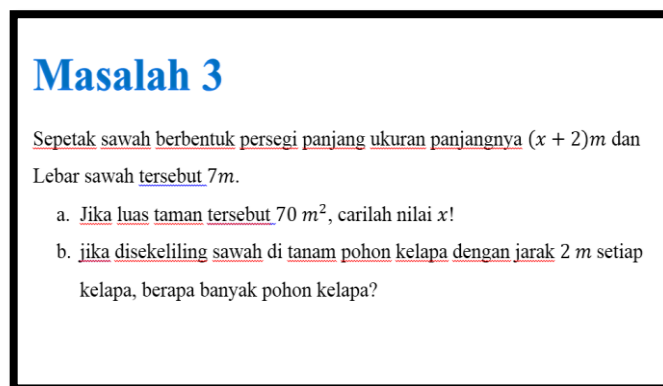 Masalah 3
Sepetak sawah berbentuk persegi panjang ukuran panjangnya (x + 2)m dan
Lebar sawah tersebut 7m.
a. Jika luas taman tersebut 70 m², carilah nilai x!
b. jika disekeliling sawah di tanam pohon kelapa dengan jarak 2 m setiap
kelapa, berapa banyak pohon kelapa?